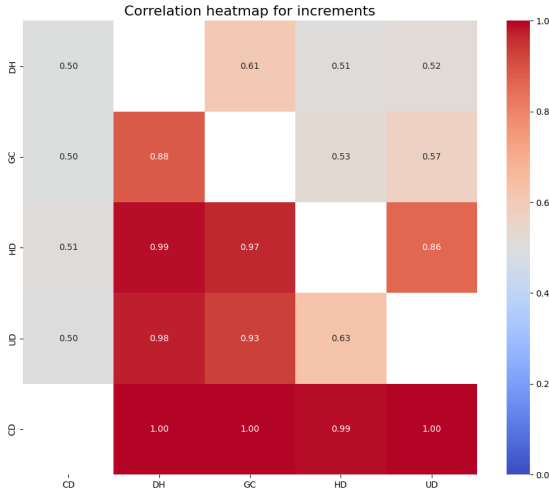 Correlation heatmap for increments
DH 0.50 0.61 0.51 0.52
GC 0.50 0.88 0.53 0.57
HD 0.51 0.99 0.97 0.86
UD 0.50 0.98 0.93 0.63
CD 1.00 1.00 0.99 1.00
CD DH GC HD UD
1.0
0.8
0.6
0.4
0.2
0.0